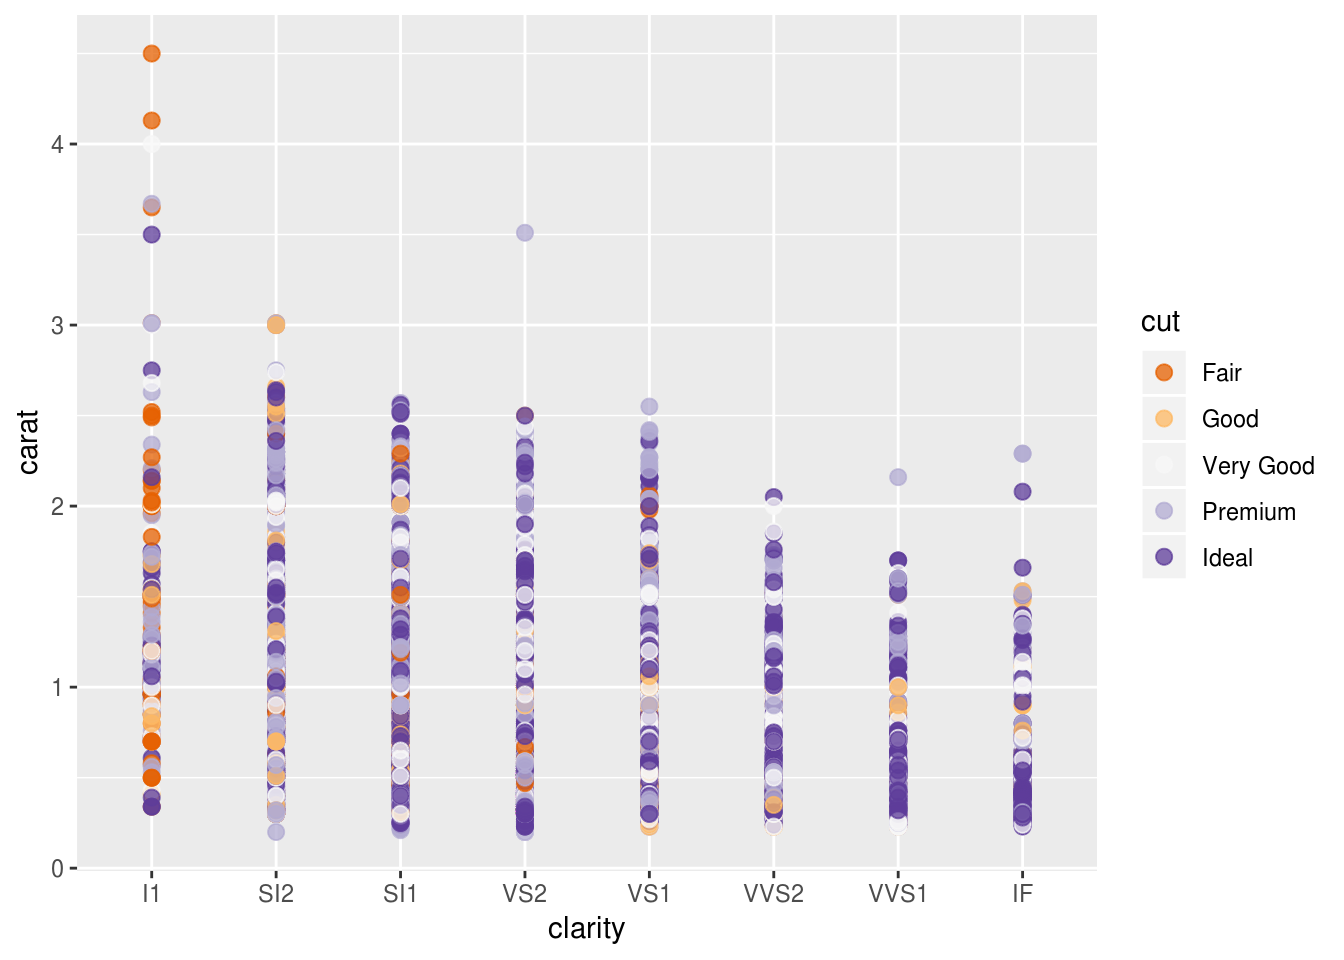 4
3
2
1
0
carat
I1 SI2 SI1 VS2 VS1 VVS2 VVS1 IF
clarity
cut
Fair
Good
Very Good
Premium
Ideal